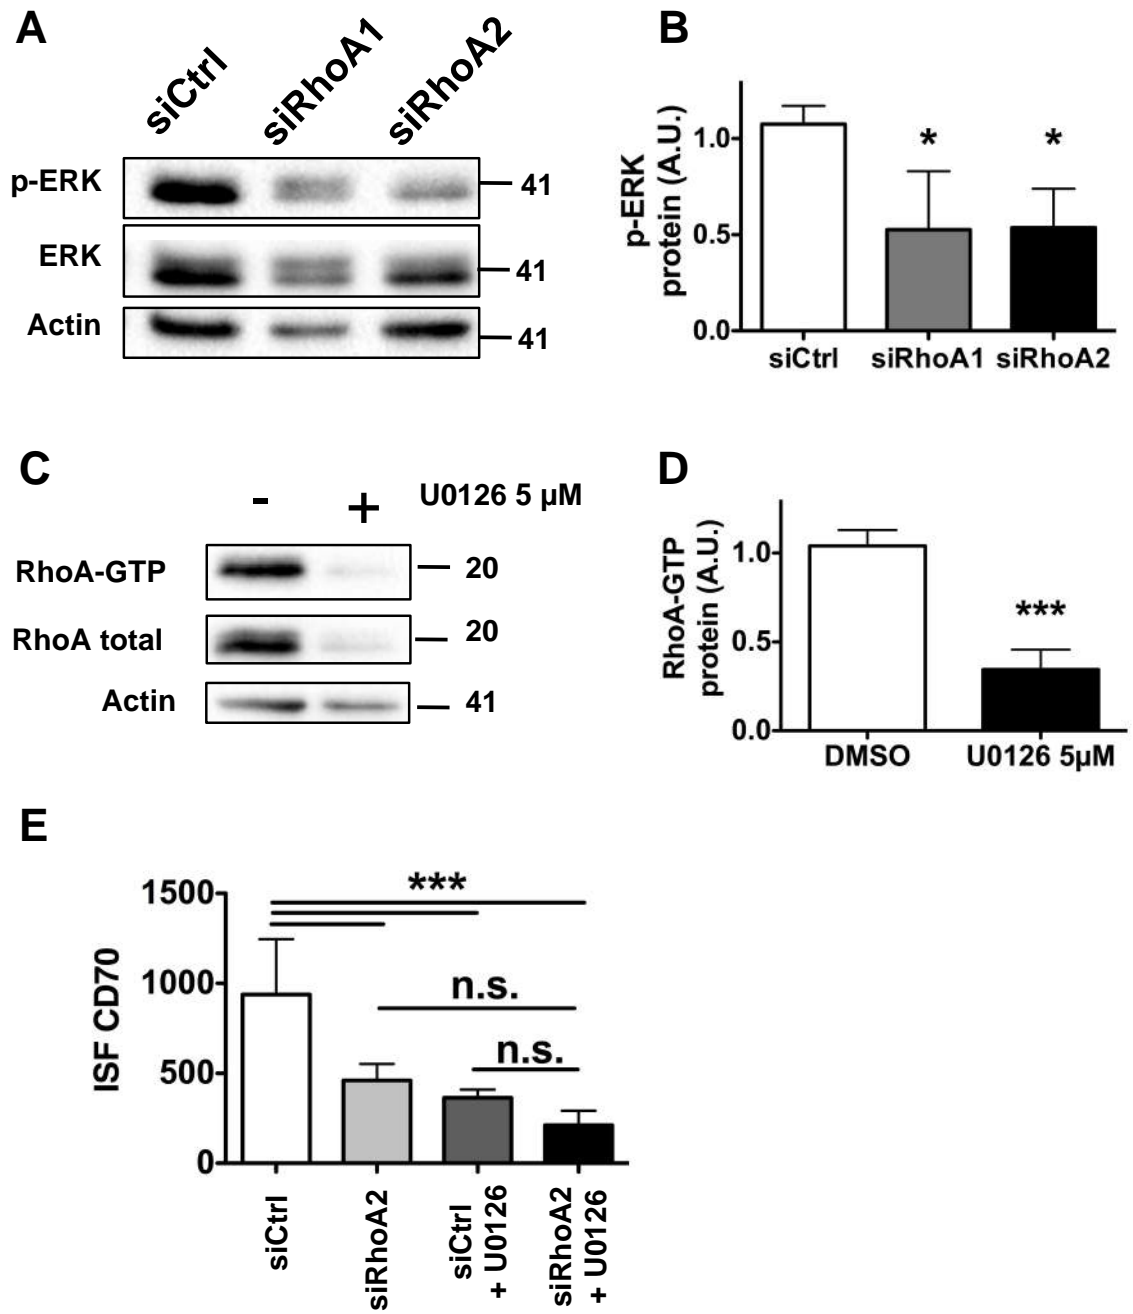 A
siCtrl
siRhoA1
siRhoA2
p-ERK
41
ERK
41
Actin
41
B
p-ERK
protein (A.U.)
1.0
0.5
0.0
*
*
siCtrl
siRhoA1
siRhoA2
C
-
+
U0126 5 µM
RhoA-GTP
20
RhoA total
20
Actin
41
D
RhoA-GTP
protein (A.U.)
1.0
0.5
0.0
***
DMSO
U0126 5µM
E
ISF CD70
1500
1000
500
0
***
n.s.
n.s.
siCtrl
siRhoA2
siCtrl
+ U0126
siRhoA2
+ U0126